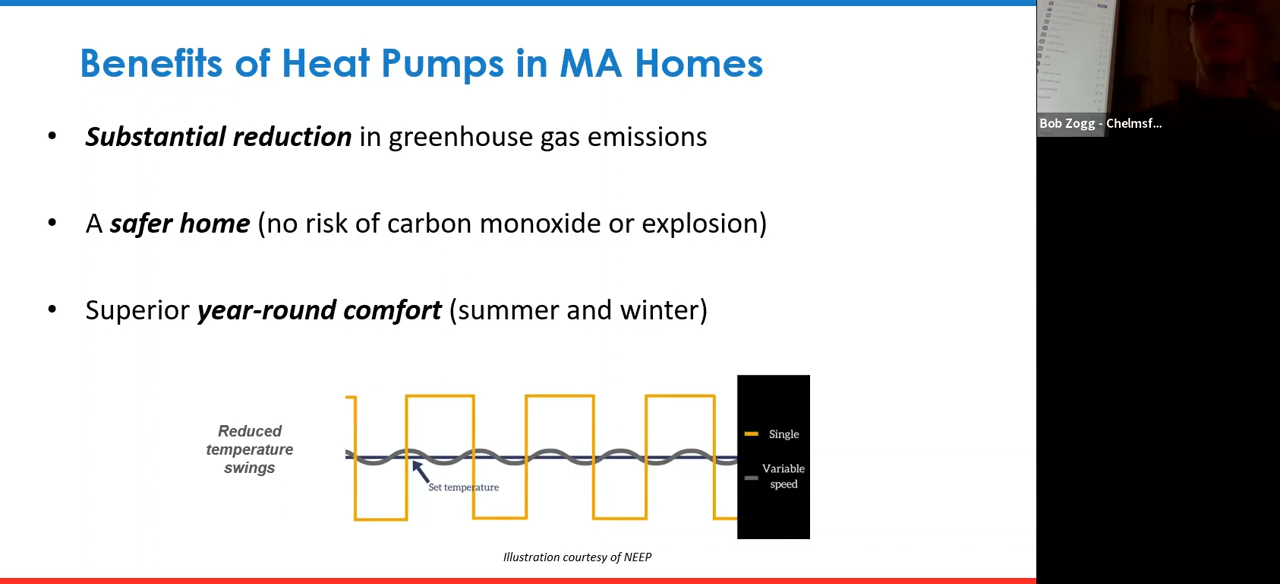 Benefits of Heat Pumps in MA Homes
• Substantial reduction in greenhouse gas emissions
• A safer home (no risk of carbon monoxide or explosion)
• Superior year-round comfort (summer and winter)
Reduced
temperature
swings
Set temperature
Single
Variable
speed
Illustration courtesy of NEEP
Bob Zogg - Chelmsf...